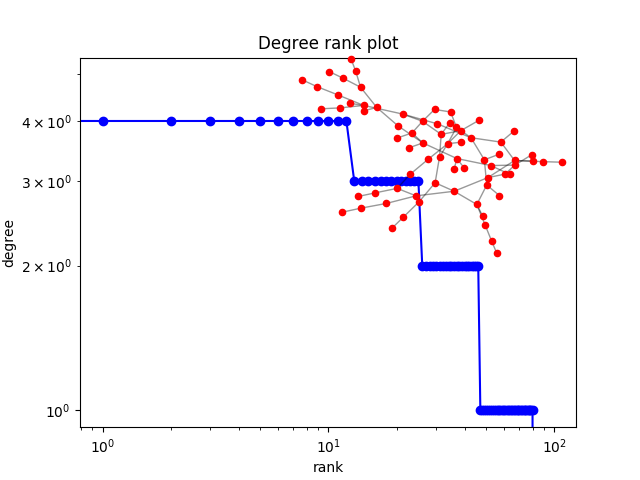 Degree rank plot
degree
4 × 10⁰
3 × 10⁰
2 × 10⁰
10⁰
10⁰
10¹
10²
rank